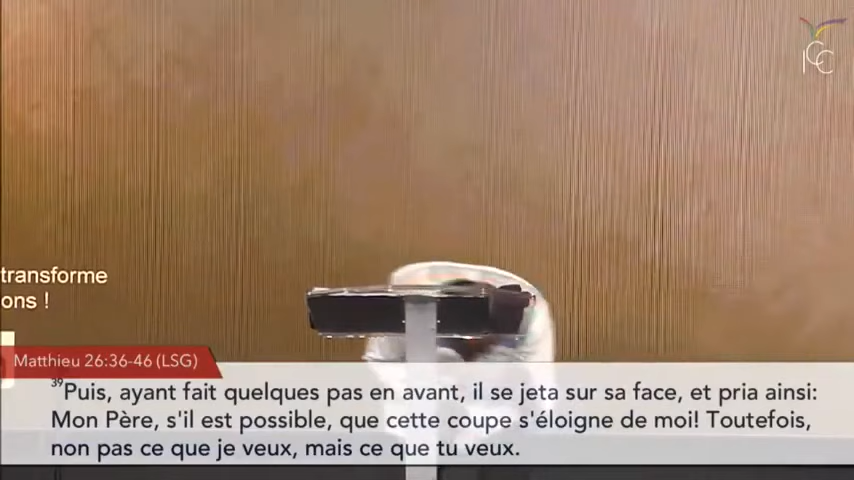 ICC
transforme
ons !
Matthieu 26:36-46 (LSG)
39Puis, ayant fait quelques pas en avant, il se jeta sur sa face, et pria ainsi:
Mon Père, s'il est possible, que cette coupe s'éloigne de moi! Toutefois,
non pas ce que je veux, mais ce que tu veux.